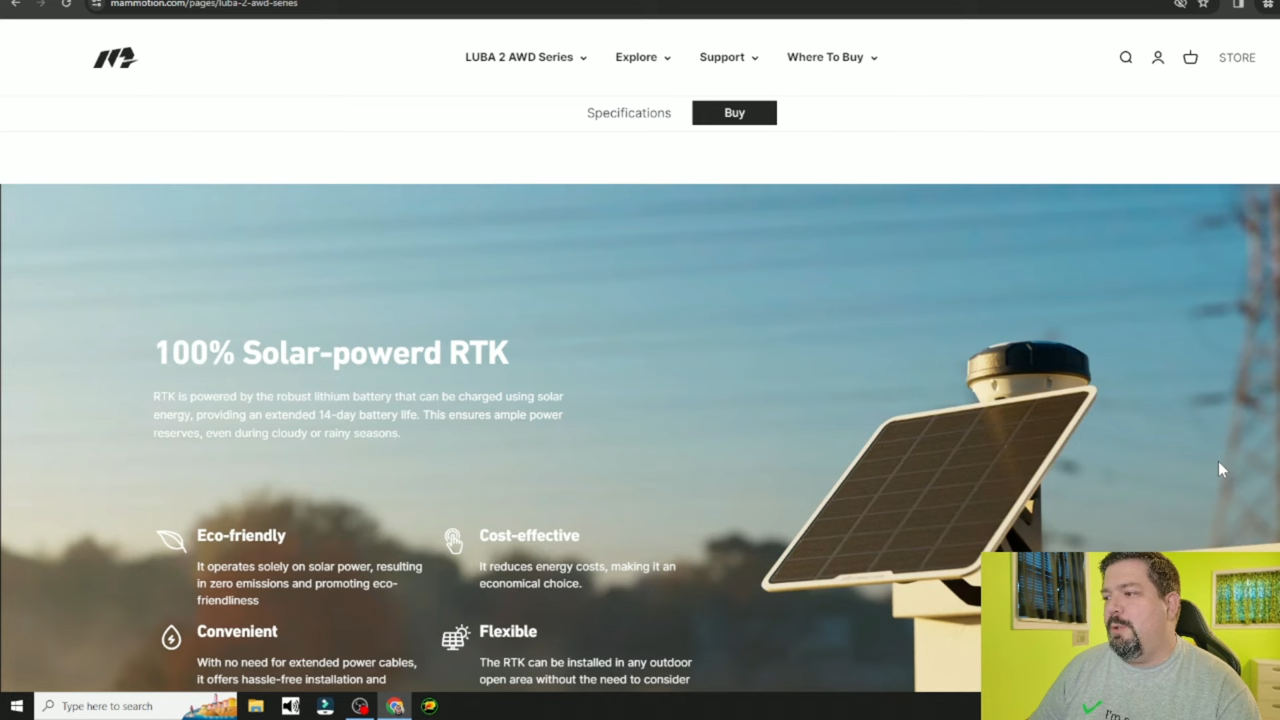 mammotion.com/pages/luba-2-awd-series
LUBA 2 AWD Series
Explore
Support
Where To Buy
STORE
Specifications
Buy
100% Solar-powerd RTK
RTK is powered by the robust lithium battery that can be charged using solar
energy, providing an extended 14-day battery life. This ensures ample power
reserves, even during cloudy or rainy seasons.
Eco-friendly
It operates solely on solar power, resulting
in zero emissions and promoting eco-
friendliness
Cost-effective
It reduces energy costs, making it an
economical choice.
Convenient
With no need for extended power cables,
it offers hassle-free installation and
Flexible
The RTK can be installed in any outdoor
open area without the need to consider
Type here to search
I'm